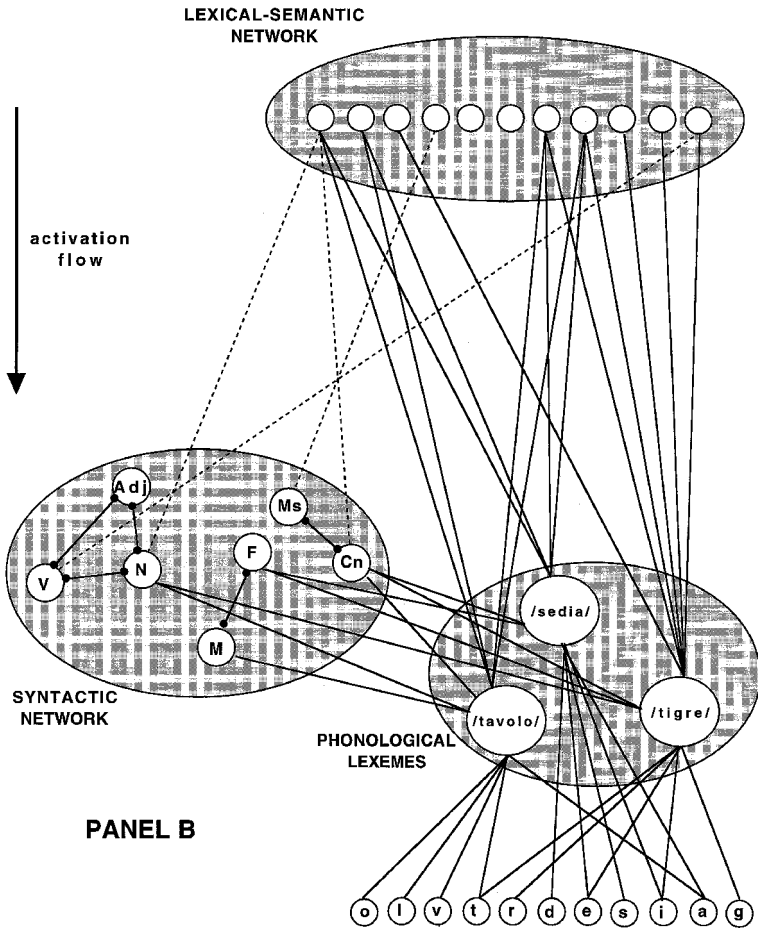 LEXICAL-SEMANTIC
NETWORK
activation
flow
Adj
Ms
F
V
N
Cn
M
/sedia/
/tavolo/
/tigre/
SYNTACTIC
NETWORK
PHONOLOGICAL
LEXEMES
PANEL B
o l v t r d e s i a g